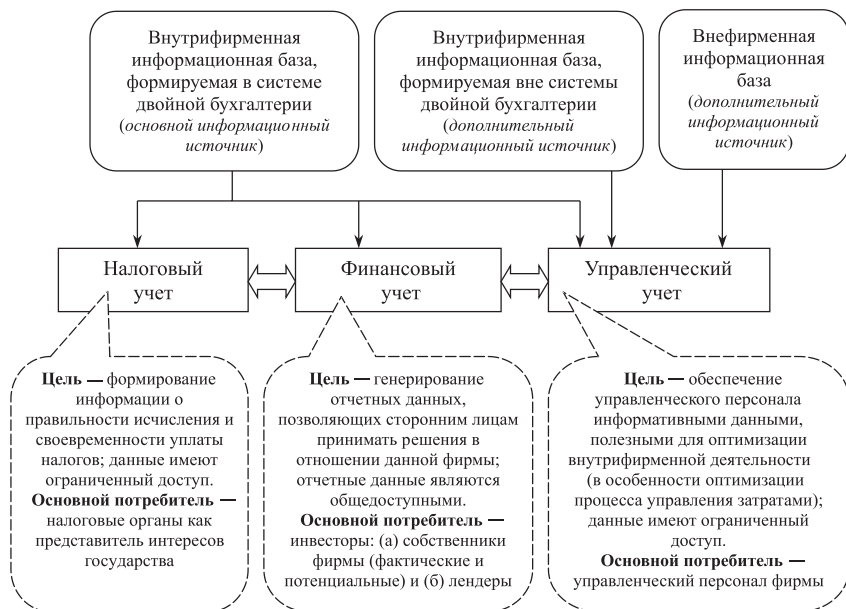 Внутрифирменная
информационная база,
формируемая в системе
двойной бухгалтерии
(основной информационный
источник)
Внутрифирменная
информационная база,
формируемая вне системы
двойной бухгалтерии
(дополнительный
информационный источник)
Внефирменная
информационная
база
(дополнительный
информационный
источник)
Налоговый
учет
Финансовый
учет
Управленческий
учет
Цель — формирование
информации о
правильности исчисления и
своевременности уплаты
налогов; данные имеют
ограниченный доступ.
Основной потребитель —
налоговые органы как
представитель интересов
государства
Цель — генерирование
отчетных данных,
позволяющих сторонним лицам
принимать решения в
отношении данной фирмы;
отчетные данные являются
общедоступными.
Основной потребитель —
инвесторы: (а) собственники
фирмы (фактические и
потенциальные) и (б) лендеры
Цель — обеспечение
управленческого персонала
информативными данными,
полезными для оптимизации
внутрифирменной деятельности
(в особенности оптимизации
процесса управления затратами);
данные имеют ограниченный
доступ.
Основной потребитель —
управленческий персонал фирмы